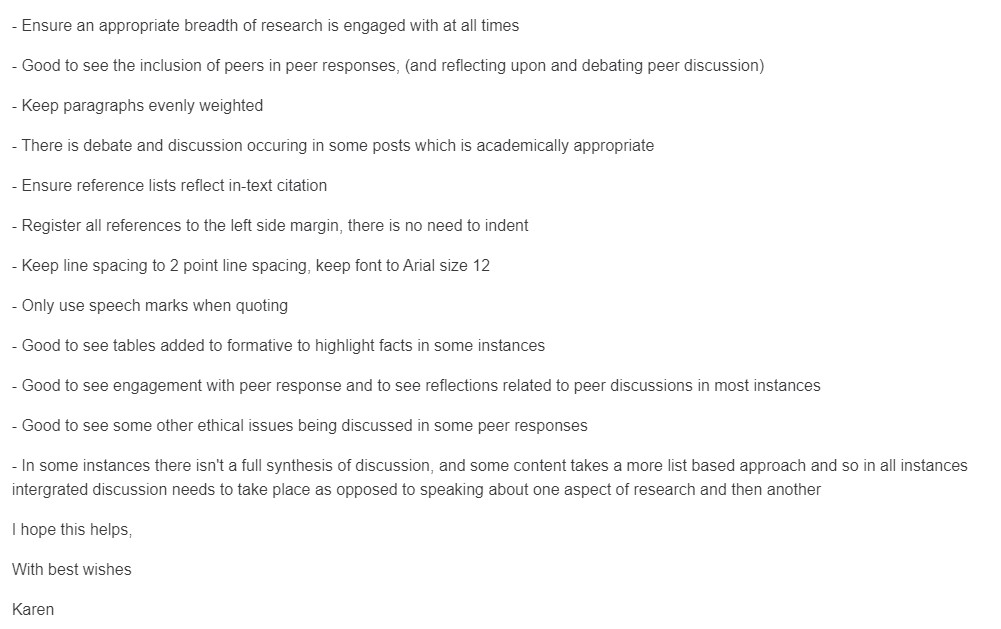 - Ensure an appropriate breadth of research is engaged with at all times
- Good to see the inclusion of peers in peer responses, (and reflecting upon and debating peer discussion)
- Keep paragraphs evenly weighted
- There is debate and discussion occuring in some posts which is academically appropriate
- Ensure reference lists reflect in-text citation
- Register all references to the left side margin, there is no need to indent
- Keep line spacing to 2 point line spacing, keep font to Arial size 12
- Only use speech marks when quoting
- Good to see tables added to formative to highlight facts in some instances
- Good to see engagement with peer response and to see reflections related to peer discussions in most instances
- Good to see some other ethical issues being discussed in some peer responses
- In some instances there isn't a full synthesis of discussion, and some content takes a more list based approach and so in all instances
intergrated discussion needs to take place as opposed to speaking about one aspect of research and then another
I hope this helps,
With best wishes
Karen